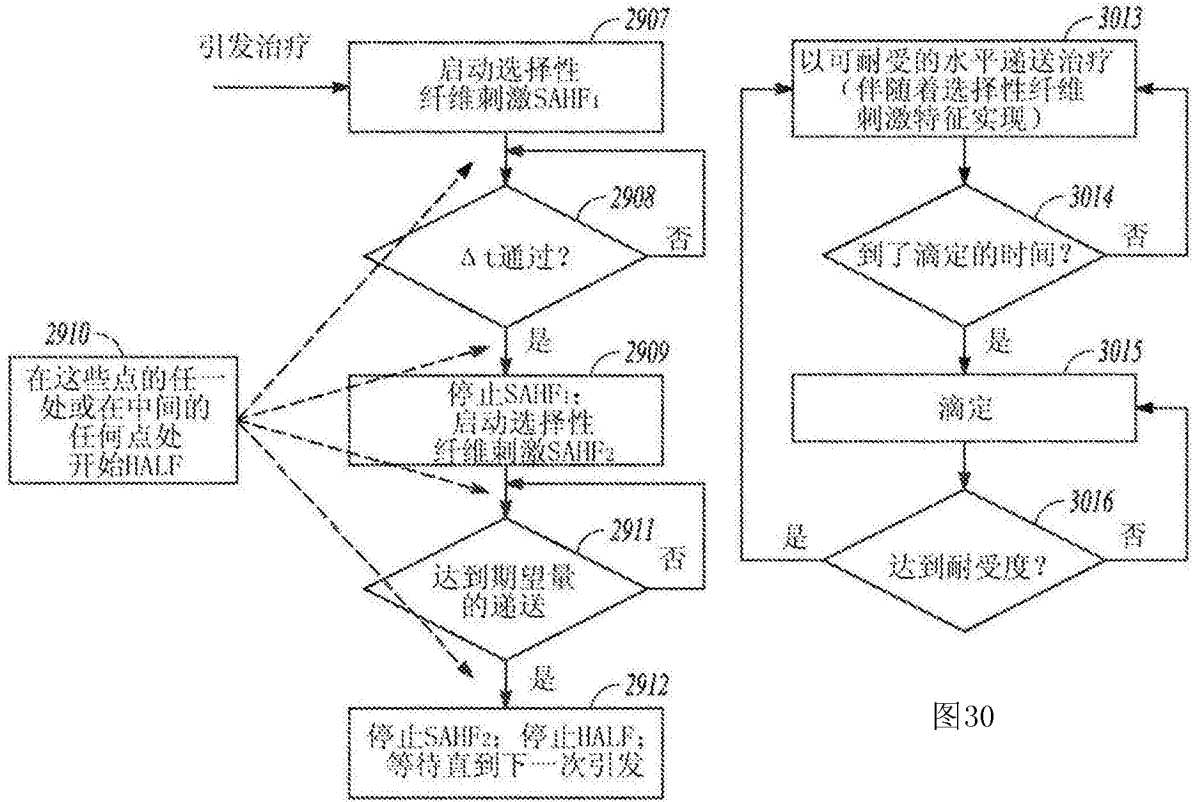 引发治疗
2907
启动选择性
纤维刺激SAHF₁
2908
Δt通过?
否
是
2910
在这些点的任一
处或在中间的
任何点处
开始HALF
2909
停止SAHF₁;
启动选择性
纤维刺激SAHF₂
2911
达到期望量
的递送
否
是
2912
停止SAHF₂; 停止HALF;
等待直到下一次引发
3013
以可耐受的水平递送治疗
(伴随着选择性纤维
刺激特征实现)
3014
到了滴定的时间?
否
是
3015
滴定
3016
达到耐受度?
是
否
图30